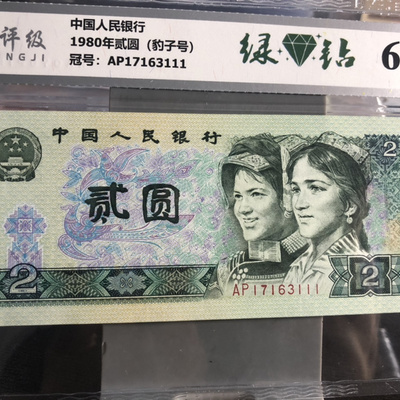 评级
NGJI
中国人民银行
1980年贰圆（豹子号）
冠号：AP17163111
绿钻
6
中国人民银行
2
贰圆
AP17163111
2
2